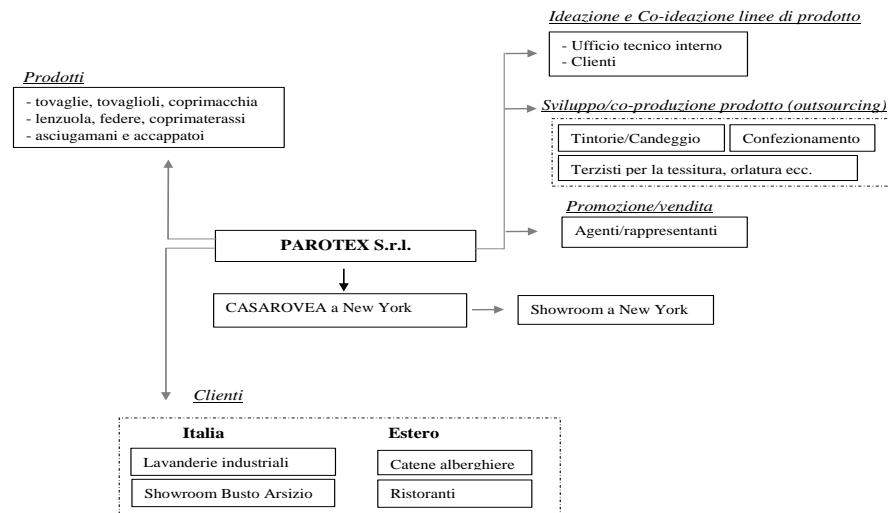 Ideazione e Co-ideazione linee di prodotto
- Ufficio tecnico interno
- Clienti
Prodotti
- tovaglie, tovaglioli, coprimacchia
- lenzuola, federe, coprimaterassi
- asciugamani e accappatoi
Sviluppo/co-produzione prodotto (outsourcing)
Tintorie/Candeggio
Confezionamento
Terzisti per la tessitura, orlatura ecc.
Promozione/vendita
Agenti/rappresentanti
PAROTEX S.r.l.
CASAROVEA a New York
Showroom a New York
Clienti
Italia
Estero
Lavanderie industriali
Catene alberghiere
Showroom Busto Arsizio
Ristoranti